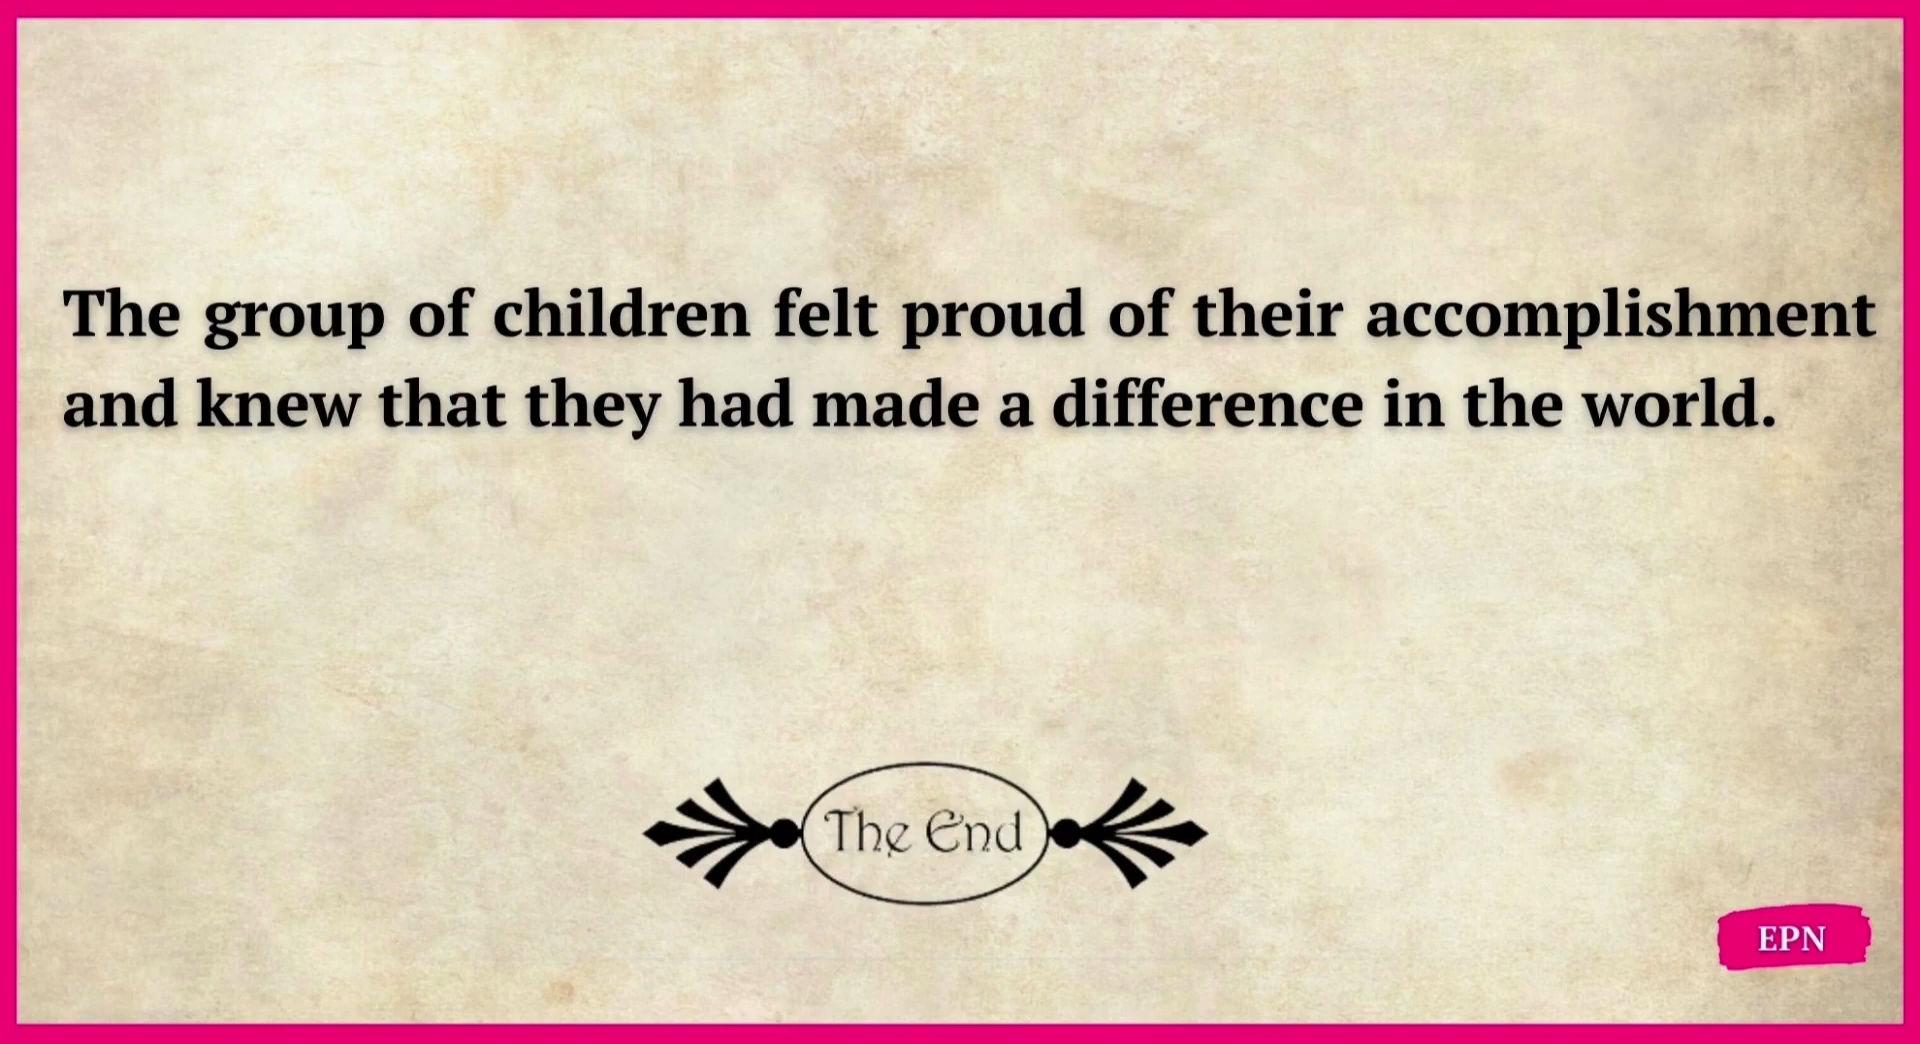 The group of children felt proud of their accomplishment
and knew that they had made a difference in the world.
The End
EPN